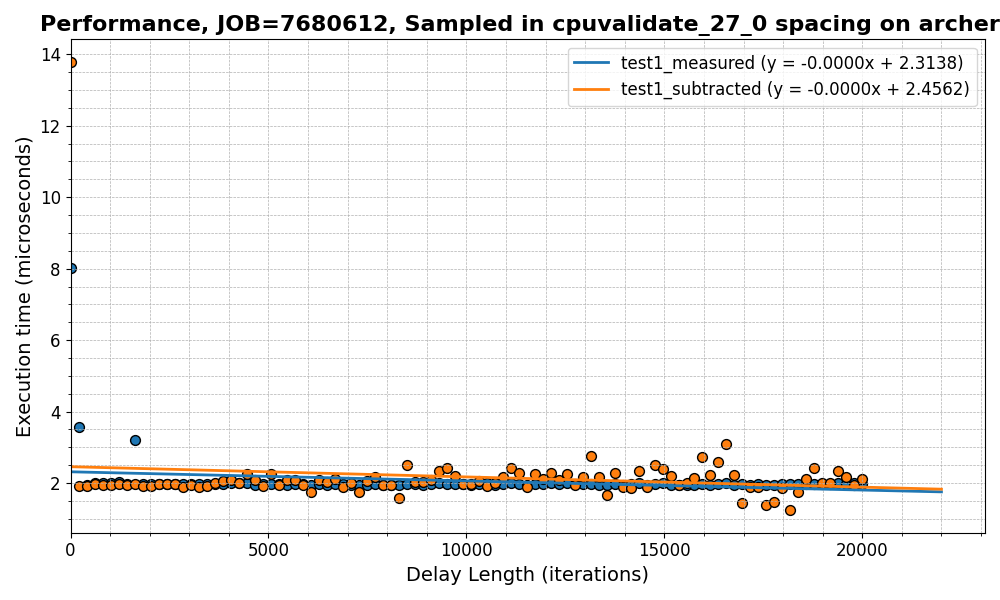 Performance, JOB=7680612, Sampled in cpuvalidate_27_0 spacing on archer
test1_measured (y = -0.0000x + 2.3138)
test1_subtracted (y = -0.0000x + 2.4562)
Execution time (microseconds)
14
12
10
8
6
4
2
0
5000
10000
15000
20000
Delay Length (iterations)